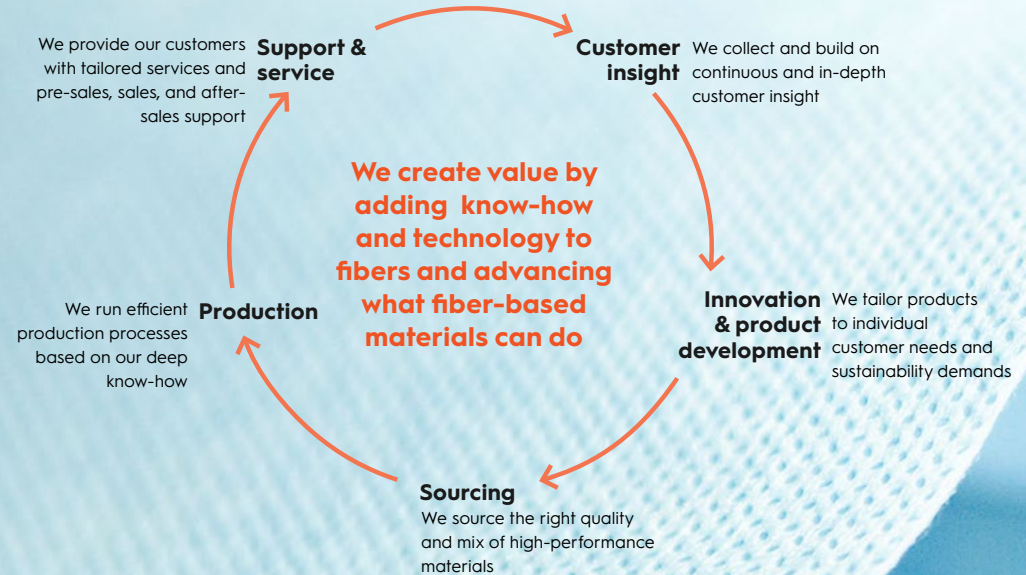 Support &
service
We provide our customers
with tailored services and
pre-sales, sales, and after-
sales support
Customer
insight
We collect and build on
continuous and in-depth
customer insight
We create value by
adding know-how
and technology to
fibers and advancing
what fiber-based
materials can do
Innovation
& product
development
We tailor products
to individual
customer needs and
sustainability demands
Sourcing
We source the right quality
and mix of high-performance
materials
Production
We run efficient
production processes
based on our deep
know-how